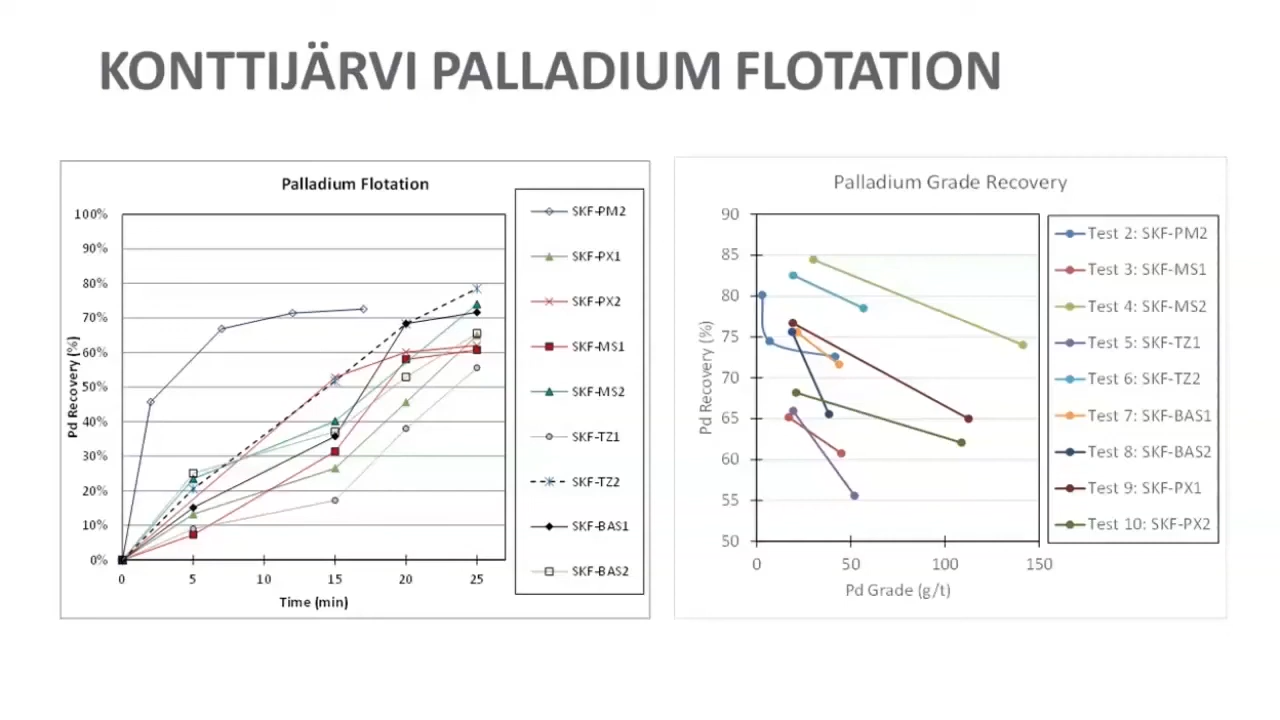 KONTTIJÄRVI PALLADIUM FLOTATION
Palladium Flotation
100%
90%
80%
70%
60%
50%
40%
30%
20%
10%
0%
Pd Recovery (%)
0 5 10 15 20 25
Time (min)
SKF-PM2
SKF-PX1
SKF-PX2
SKF-MS1
SKF-MS2
SKF-TZ1
SKF-TZ2
SKF-BAS1
SKF-BAS2
Palladium Grade Recovery
90
85
80
75
70
65
60
55
50
Pd Recovery (%)
0 50 100 150
Pd Grade (g/t)
Test 2: SKF-PM2
Test 3: SKF-MS1
Test 4: SKF-MS2
Test 5: SKF-TZ1
Test 6: SKF-TZ2
Test 7: SKF-BAS1
Test 8: SKF-BAS2
Test 9: SKF-PX1
Test 10: SKF-PX2